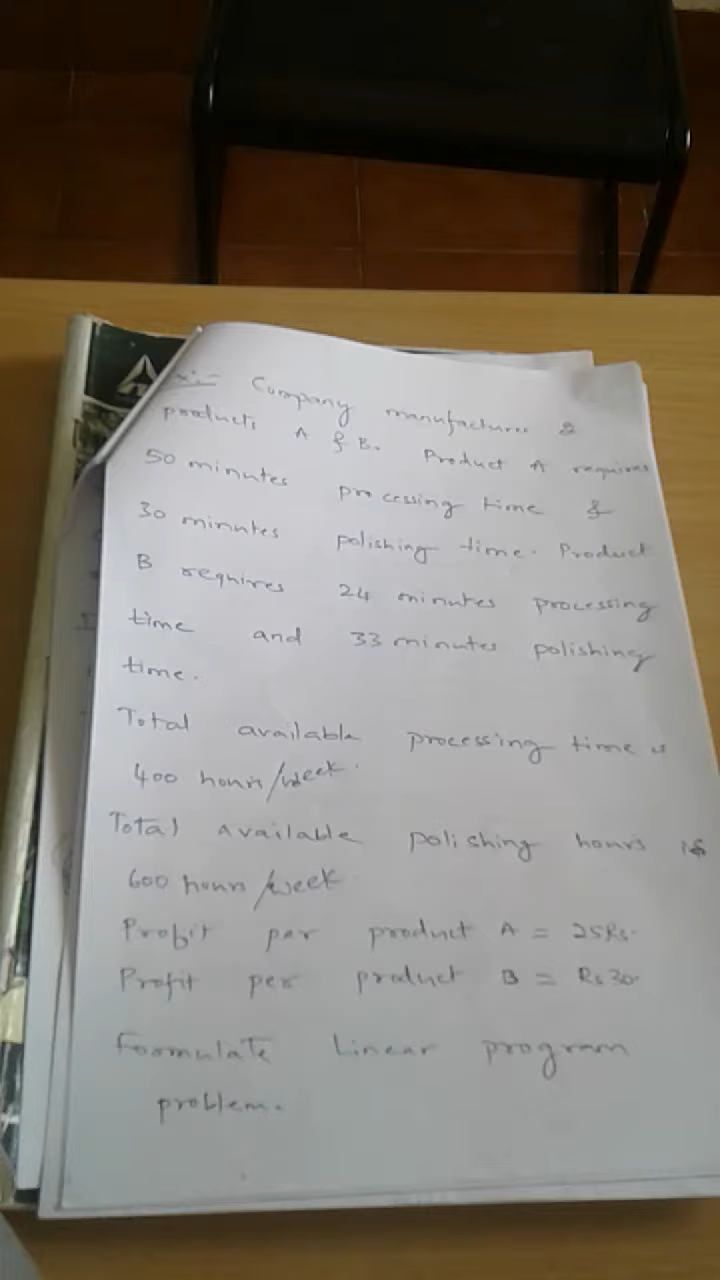 x:- Company manufactures 2
products A & B. Product A requires
50 minutes processing time &
30 minutes polishing time. Product
B requires 24 minutes processing
time and 33 minutes polishing
time.
Total available processing time is
400 hours/week.
Total available polishing hours is
600 hours/week
Profit per product A = 25Rs.
Profit per product B = Rs 30.
Formulate Linear program
problem.